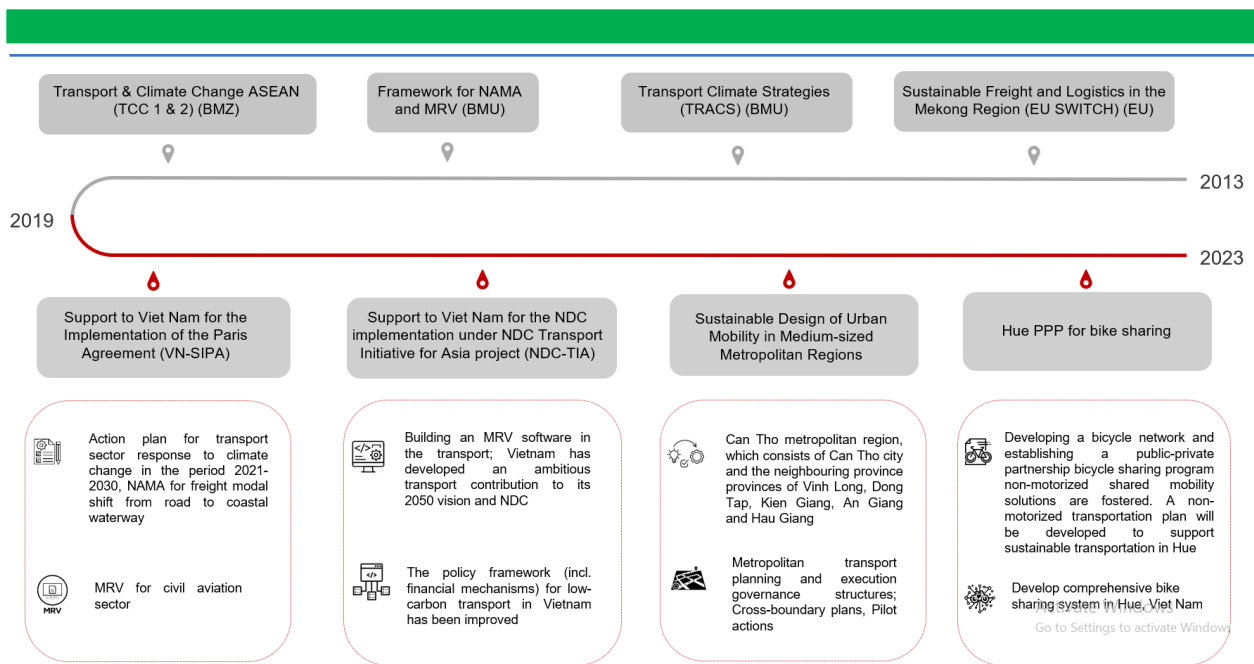 Transport & Climate Change ASEAN
(TCC 1 & 2) (BMZ)
Framework for NAMA
and MRV (BMU)
Transport Climate Strategies
(TRACS) (BMU)
Sustainable Freight and Logistics in the
Mekong Region (EU SWITCH) (EU)
2013
2019
2023
Support to Viet Nam for the
Implementation of the Paris
Agreement (VN-SIPA)
Support to Viet Nam for the NDC
implementation under NDC Transport
Initiative for Asia project (NDC-TIA)
Sustainable Design of Urban
Mobility in Medium-sized
Metropolitan Regions
Hue PPP for bike sharing
Action plan for transport
sector response to climate
change in the period 2021-
2030, NAMA for freight modal
shift from road to coastal
waterway
MRV for civil aviation
sector
MRV
Building an MRV software in
the transport; Vietnam has
developed an ambitious
transport contribution to its
2050 vision and NDC
The policy framework (incl.
financial mechanisms) for low-
carbon transport in Vietnam
has been improved
Can Tho metropolitan region,
which consists of Can Tho city
and the neighbouring province
provinces of Vinh Long, Dong
Tap, Kien Giang, An Giang
and Hau Giang
Metropolitan transport
planning and execution
governance structures;
Cross-boundary plans, Pilot
actions
Developing a bicycle network and
establishing a public-private
partnership bicycle sharing program
non-motorized shared mobility
solutions are fostered. A non-
motorized transportation plan will
be developed to support
sustainable transportation in Hue
Develop comprehensive bike
sharing system in Hue, Viet Nam
Activate Windows
Go to Settings to activate Windows